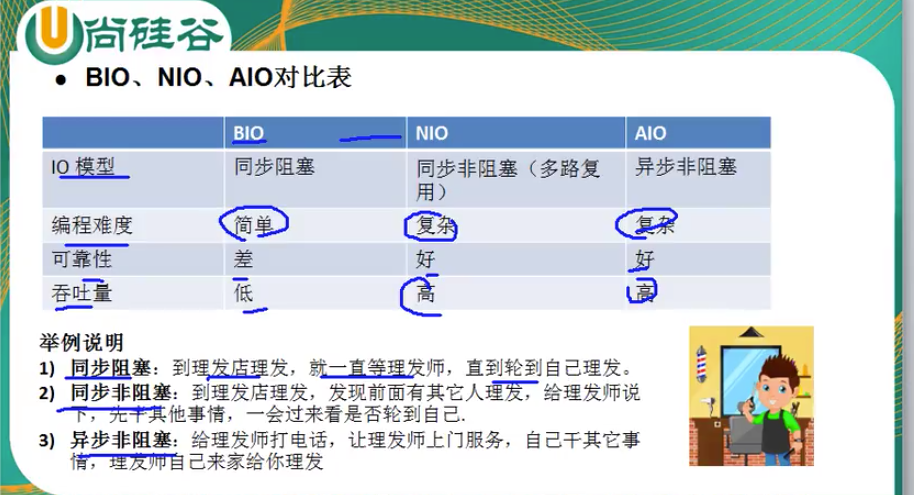 尚硅谷
• BIO、NIO、AIO对比表
BIO NIO AIO
IO 模型 同步阻塞 同步非阻塞（多路复用） 异步非阻塞
编程难度 简单 复杂 复杂
可靠性 差 好 好
吞吐量 低 高 高
举例说明
1) 同步阻塞：到理发店理发，就一直等理发师，直到轮到自己理发。
2) 同步非阻塞：到理发店理发，发现前面有其它人理发，给理发师说
下，先干其他事情，一会过来看是否轮到自己.
3) 异步非阻塞：给理发师打电话，让理发师上门服务，自己干其它事
情，理发师自己来家给你理发